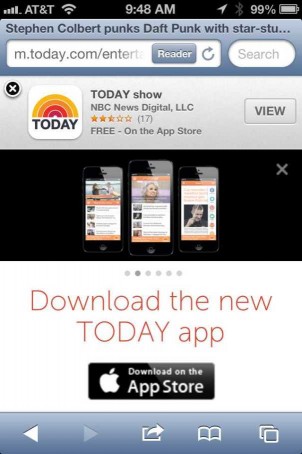 AT&T 9:48 AM 99%
Stephen Colbert punks Daft Punk with star-stu...
m.today.com/entert Reader Search
TODAY show
NBC News Digital, LLC
(17)
FREE - On the App Store
VIEW
TODAY
Download the new
TODAY app
Download on the
App Store